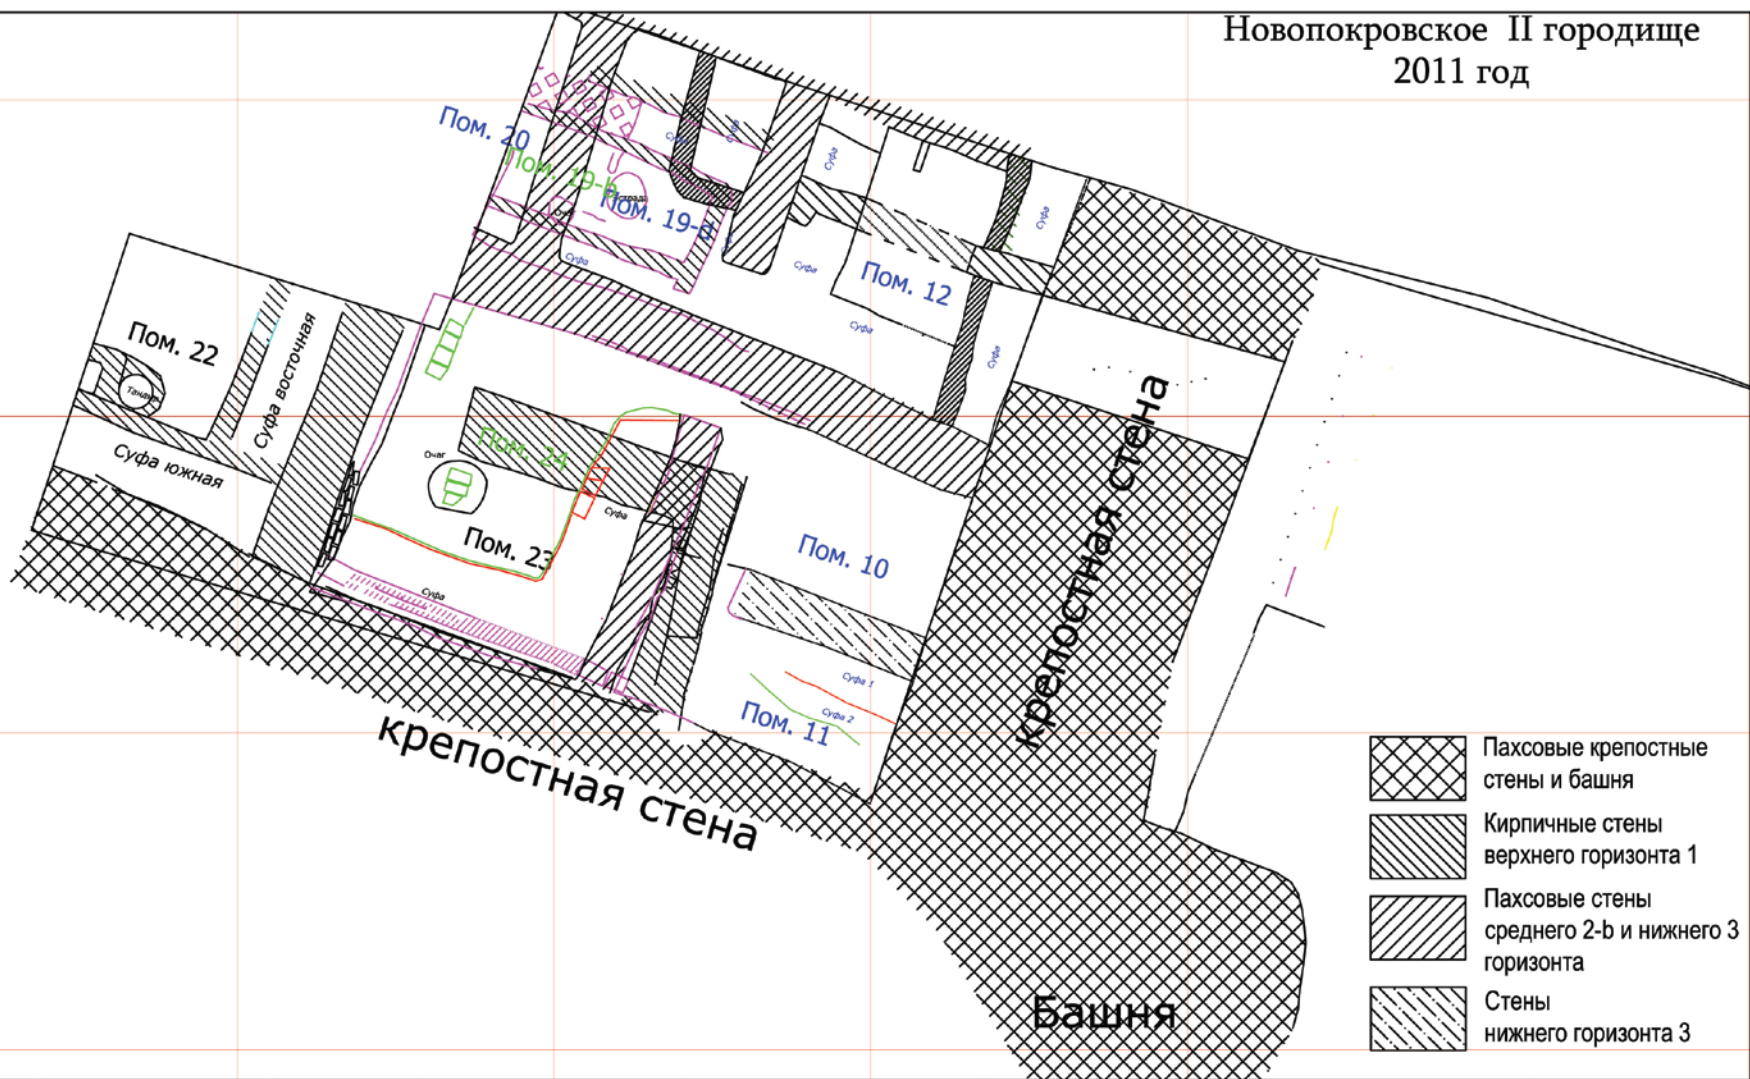 Новопокровское II городище
2011 год
Пом. 20
Пом. 19-b
Пом. 19-a
Суфа
Суфа
Суфа
Суфа
Суфа
Суфа
Суфа
Суфа
Пом. 12
Пом. 22
Тандыр
Суфа восточная
Суфа южная
Пом. 24
Очаг
Суфа
Пом. 23
Суфа
Пом. 10
Суфа 1
Суфа 2
Пом. 11
крепостная стена
крепостная стена
Башня
Пахсовые крепостные
стены и башня
Кирпичные стены
верхнего горизонта 1
Пахсовые стены
среднего 2-b и нижнего 3
горизонта
Стены
нижнего горизонта 3